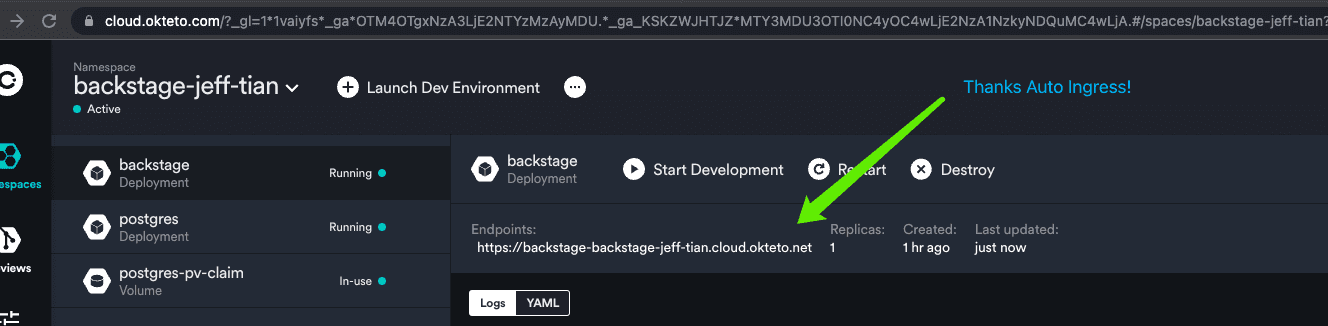 cloud.okteto.com/?_gl=1*1vaiyfs*_ga*OTM4OTgxNzA3LjE2NTYzMzAyMDU.*_ga_KSKZWJHTJZ*MTY3MDU3OTI0NC4yOC4wLjE2NzA1NzkyNDQuMC4wLjA.#/spaces/backstage-jeff-tian?
Namespace
backstage-jeff-tian
Active
Launch Dev Environment
Thanks Auto Ingress!
espaces
eviews
backstage
Deployment
Running
postgres
Deployment
Running
postgres-pv-claim
Volume
In-use
backstage
Deployment
Start Development
Restart
Destroy
Endpoints:
https://backstage-backstage-jeff-tian.cloud.okteto.net
Replicas:
1
Created:
1 hr ago
Last updated:
just now
Logs
YAML